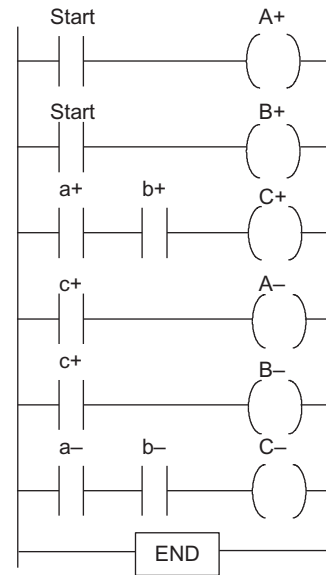 Start A+
Start B+
a+ b+ C+
c+ A–
c+ B–
a– b– C–
END